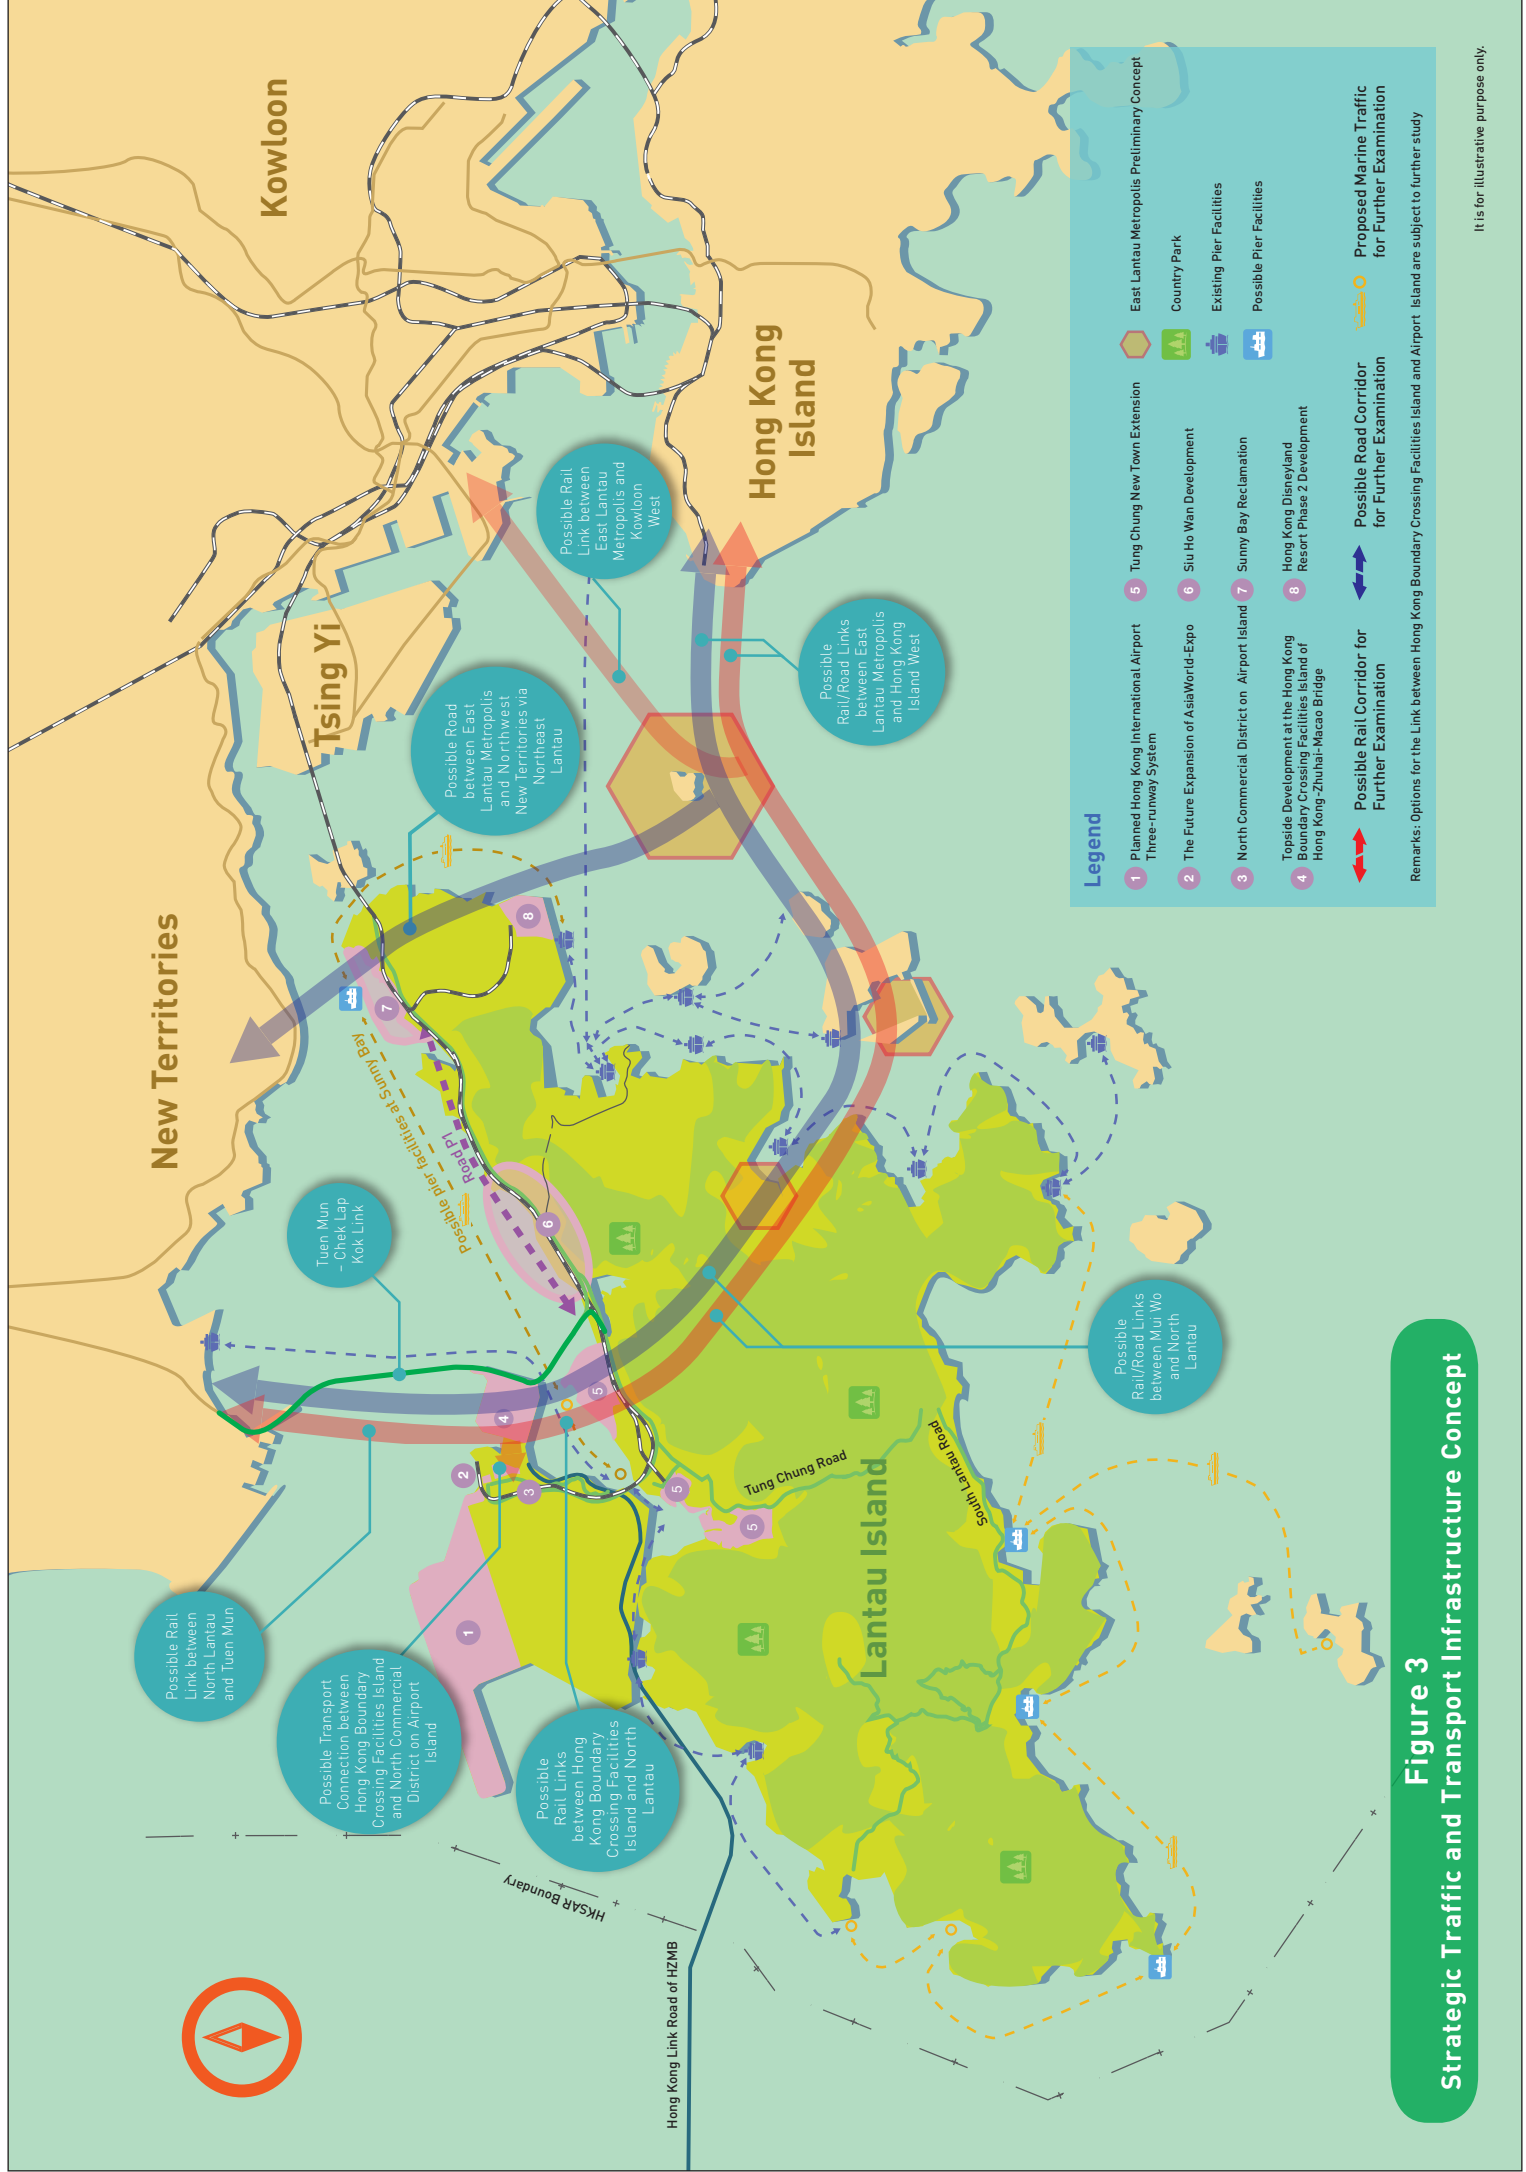 Figure 3
Strategic Traffic and Transport Infrastructure Concept
New Territories
Kowloon
Tsing Yi
Hong Kong
Island
Lantau Island
Possible Rail
Link between
North Lantau
and Tuen Mun
Possible Transport
Connection between
Hong Kong Boundary
Crossing Facilities Island
and North Commercial
District on Airport
Island
Possible
Rail Links
between Hong
Kong Boundary
Crossing Facilities
Island and North
Lantau
Tuen Mun
– Chek Lap
Kok Link
Possible Road
between East
Lantau Metropolis
and Northwest
New Territories via
Northeast
Lantau
Possible Rail
Link between
East Lantau
Metropolis and
Kowloon
West
Possible
Rail/Road Links
between East
Lantau Metropolis
and Hong Kong
Island West
Possible
Rail/Road Links
between Mui Wo
and North
Lantau
Possible pier facilities at Sunny Bay
Road P1
Tung Chung Road
South Lantau Road
HKSAR Boundary
Hong Kong Link Road of HZMB
1
2
3
4
5
5
5
6
7
8
Legend
1 Planned Hong Kong International Airport
Three-runway System
2 The Future Expansion of AsiaWorld-Expo
3 North Commercial District on Airport Island
4 Topside Development at the Hong Kong
Boundary Crossing Facilities Island of
Hong Kong-Zhuhai-Macao Bridge
5 Tung Chung New Town Extension
6 Siu Ho Wan Development
7 Sunny Bay Reclamation
8 Hong Kong Disneyland
Resort Phase 2 Development
East Lantau Metropolis Preliminary Concept
Country Park
Existing Pier Facilities
Possible Pier Facilities
Possible Rail Corridor for
Further Examination
Possible Road Corridor
for Further Examination
Proposed Marine Traffic
for Further Examination
Remarks: Options for the Link between Hong Kong Boundary Crossing Facilities Island and Airport Island are subject to further study
It is for illustrative purpose only.